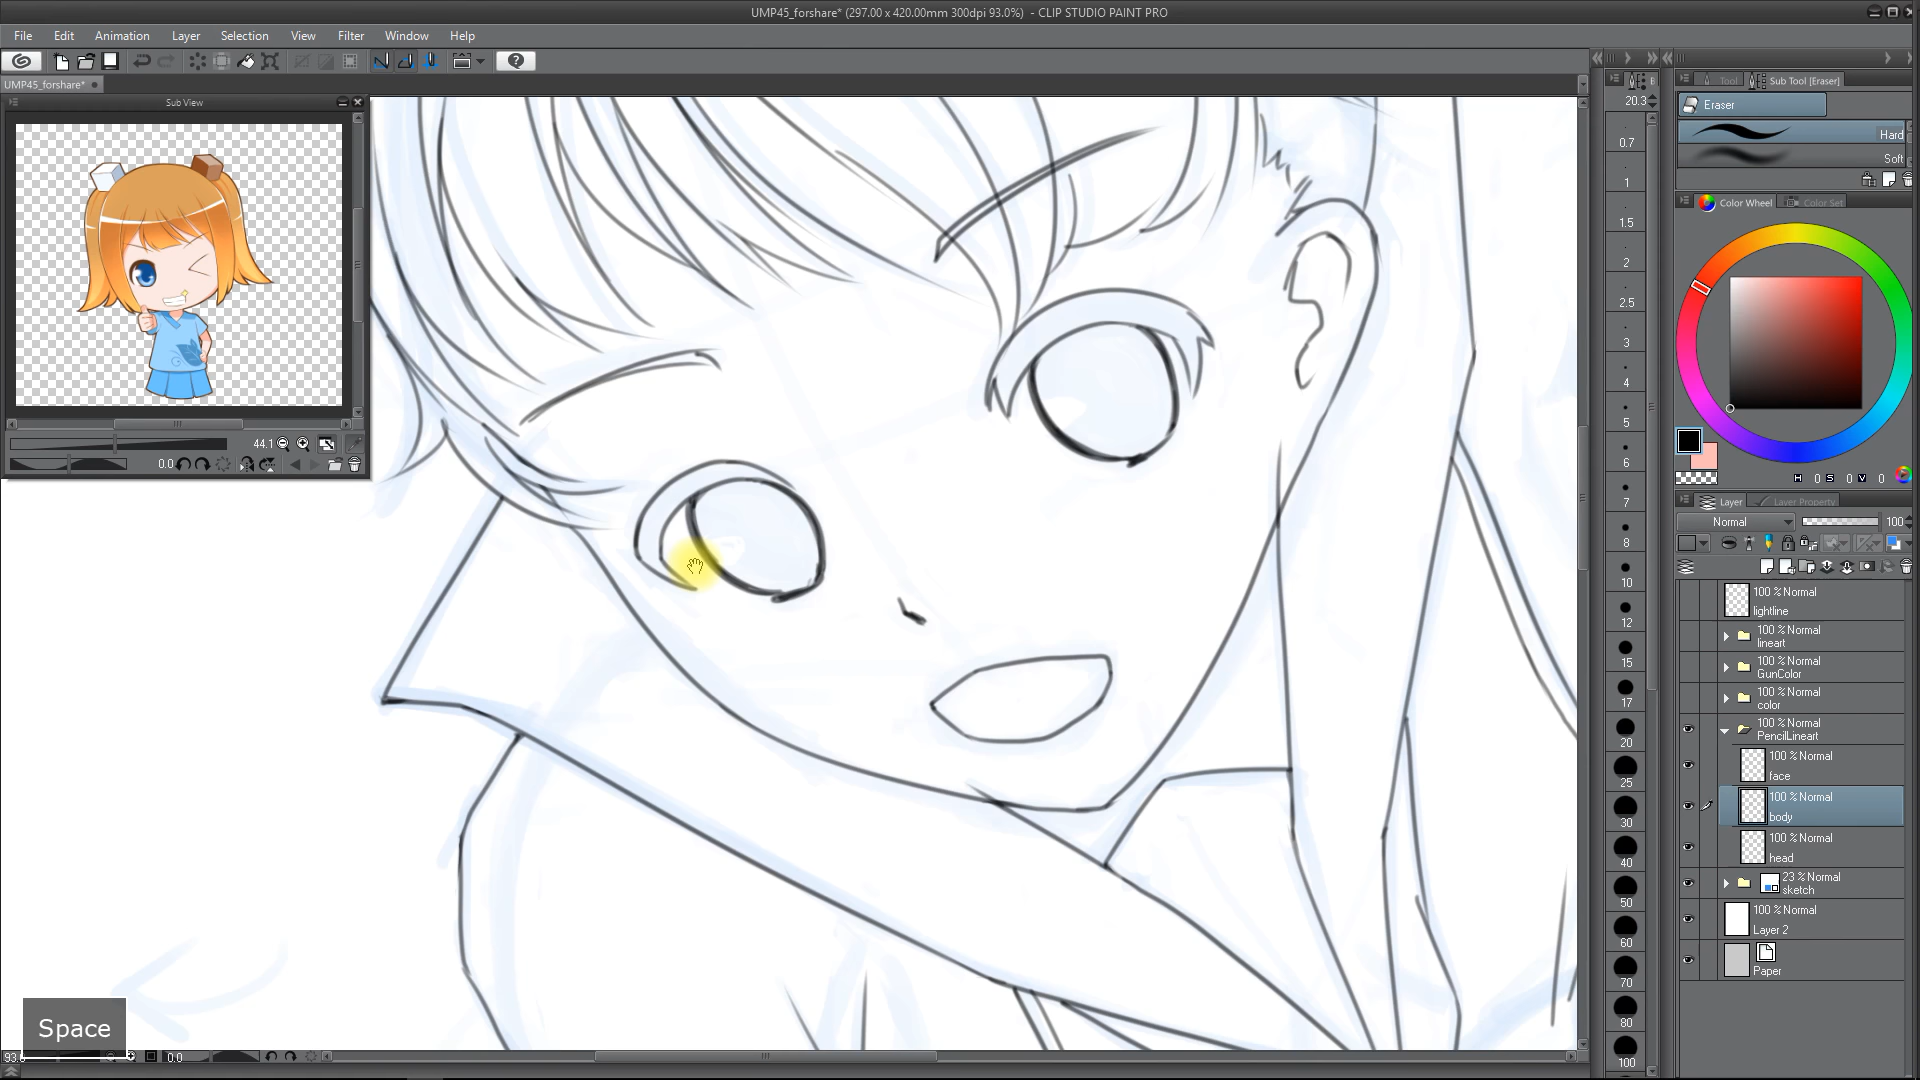 UMP45_forshare* (297.00 x 420.00mm 300dpi 93.0%) - CLIP STUDIO PAINT PRO
File Edit Animation Layer Selection View Filter Window Help
UMP45_forshare*
Sub View
44.1
0.0
Space
0.0
B
20.3
0.7
1
1.5
2
2.5
3
4
5
6
7
8
10
12
15
17
20
25
30
40
50
60
70
80
100
Tool Sub Tool [Eraser]
Eraser
Hard
Soft
Color Wheel Color Set
H 0 S 0 V 0
Layer Layer Property
Normal 100
100 % Normal
lightline
100 % Normal
lineart
100 % Normal
GunColor
100 % Normal
color
100 % Normal
PencilLineart
100 % Normal
face
100 % Normal
body
100 % Normal
head
23 % Normal
sketch
100 % Normal
Layer 2
Paper